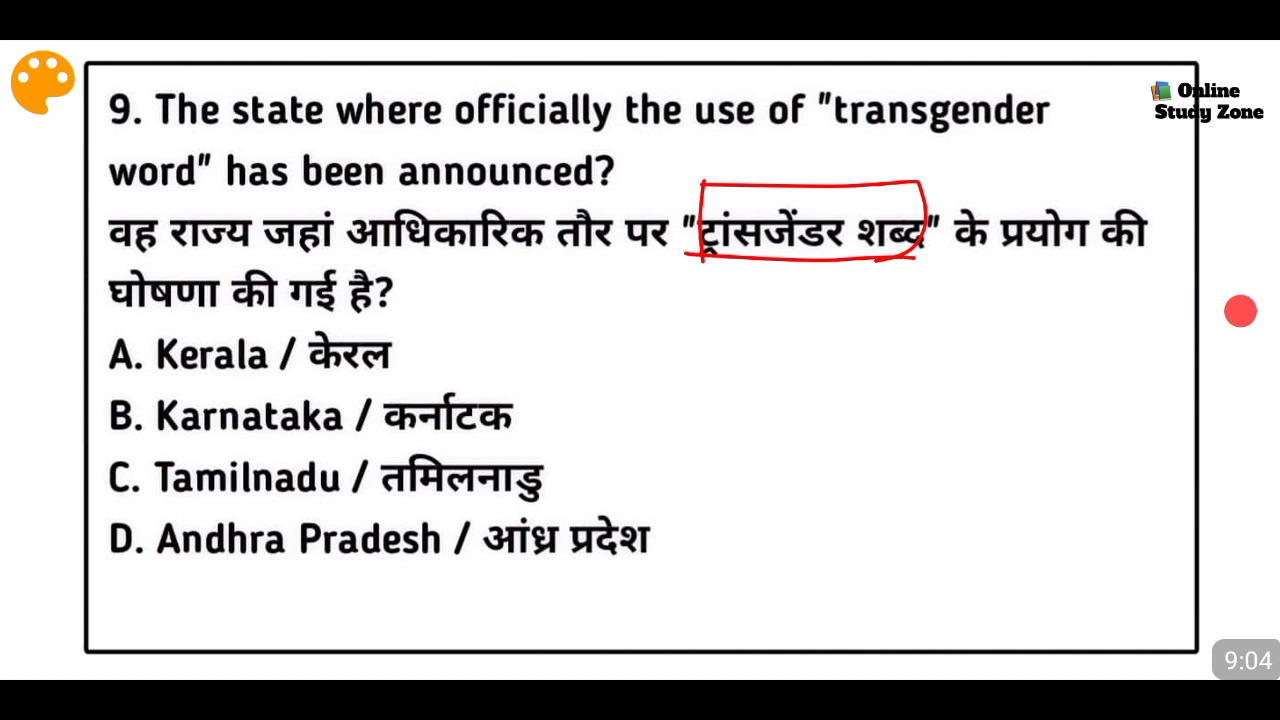 Online
Study Zone
9. The state where officially the use of "transgender
word" has been announced?
वह राज्य जहां आधिकारिक तौर पर "ट्रांसजेंडर शब्द" के प्रयोग की
घोषणा की गई है?
A. Kerala / केरल
B. Karnataka / कर्नाटक
C. Tamilnadu / तमिलनाडु
D. Andhra Pradesh / आंध्र प्रदेश
9:04